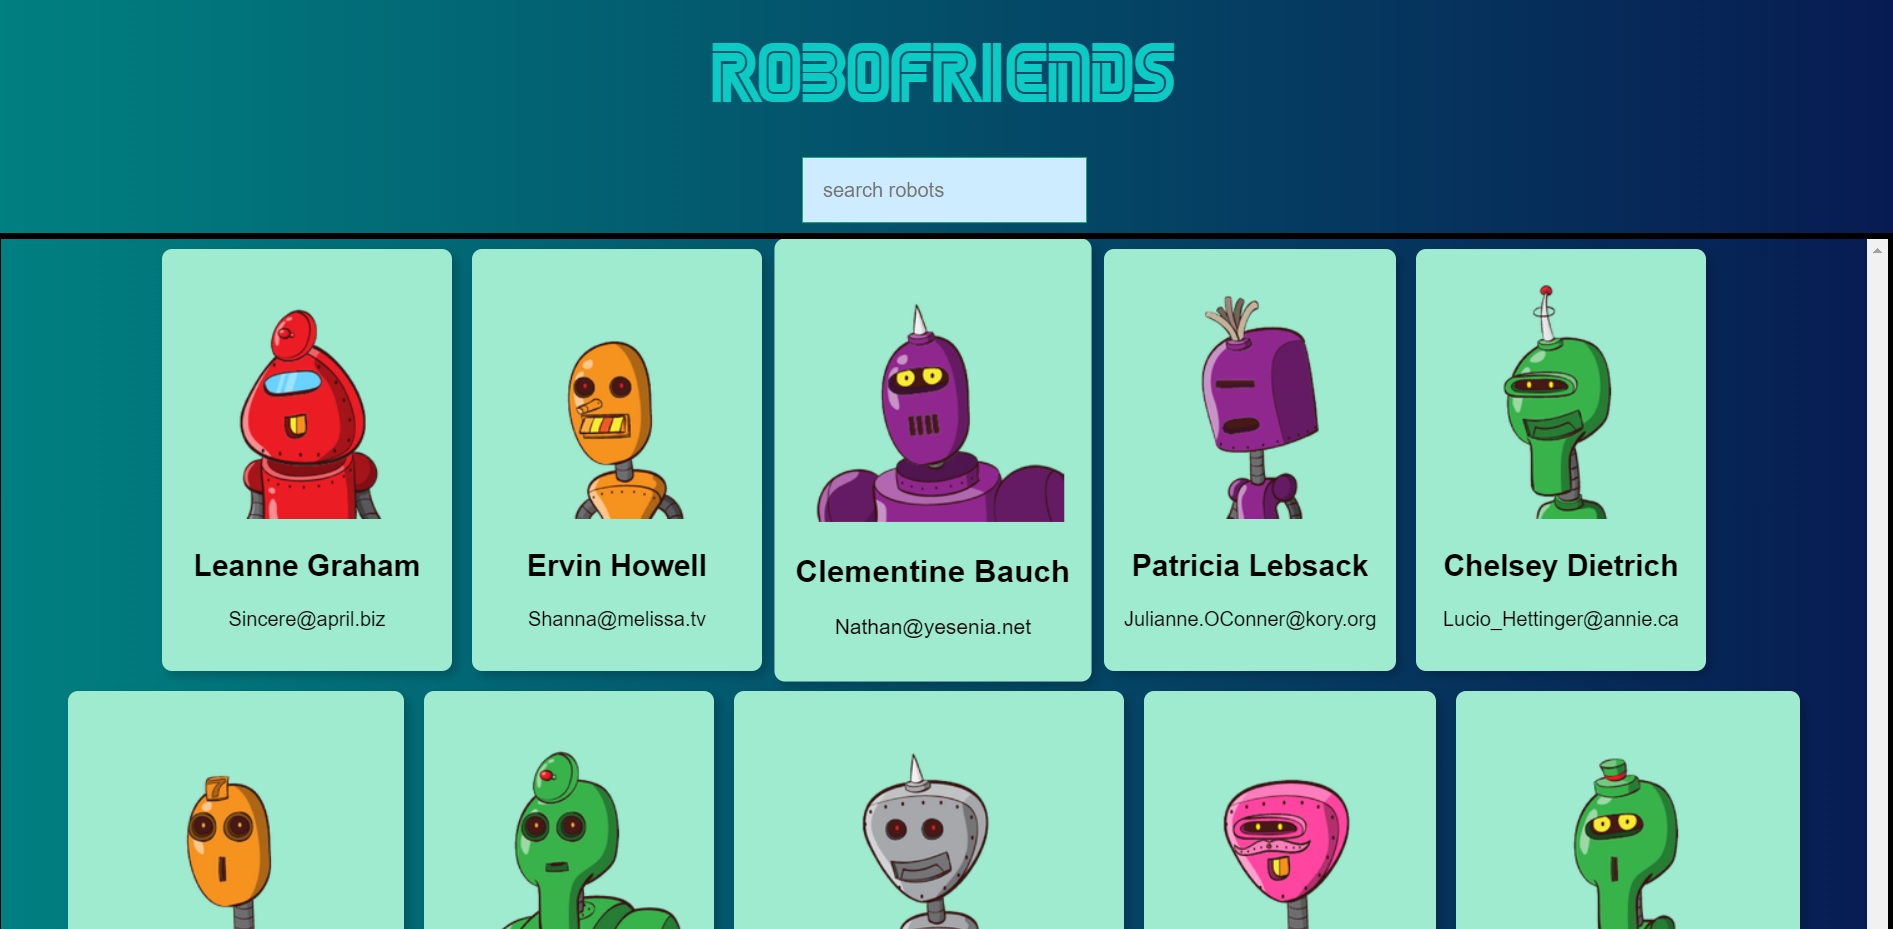 ROBOFRIENDS
search robots
Leanne Graham
Sincere@april.biz
Ervin Howell
Shanna@melissa.tv
Clementine Bauch
Nathan@yesenia.net
Patricia Lebsack
Julianne.OConner@kory.org
Chelsey Dietrich
Lucio_Hettinger@annie.ca
7